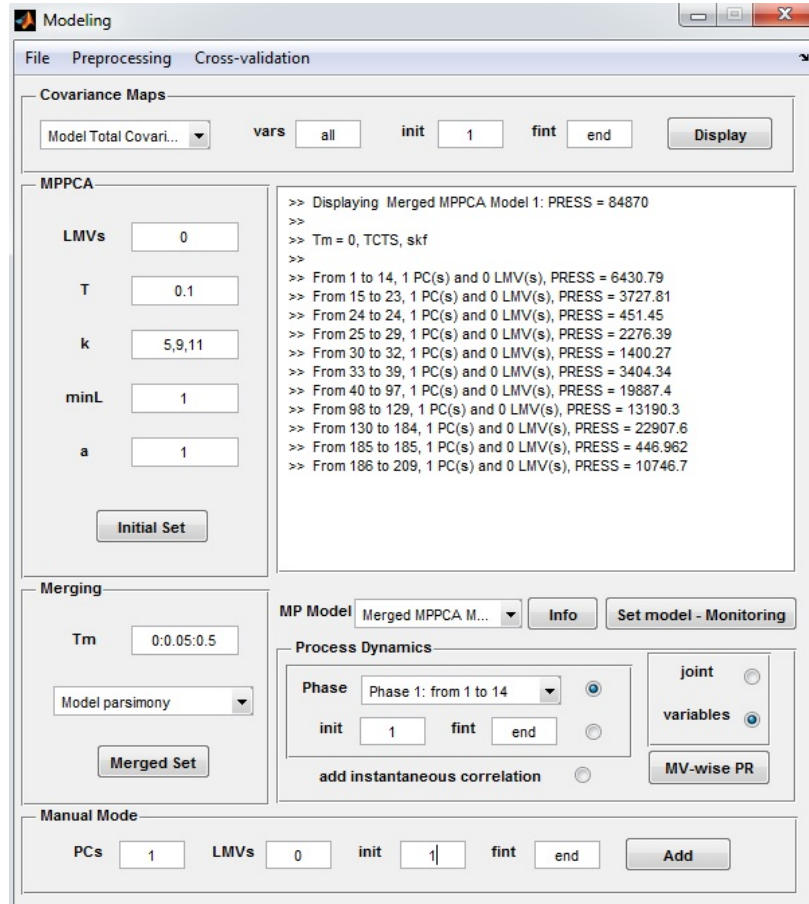 Modeling
File Preprocessing Cross-validation
Covariance Maps
Model Total Covari... vars all init 1 fint end Display
MPPCA
LMVs 0
T 0.1
k 5,9,11
minL 1
a 1
Initial Set
>> Displaying Merged MPPCA Model 1: PRESS = 84870
>>
>> Tm = 0, TCTS, skf
>>
>> From 1 to 14, 1 PC(s) and 0 LMV(s), PRESS = 6430.79
>> From 15 to 23, 1 PC(s) and 0 LMV(s), PRESS = 3727.81
>> From 24 to 24, 1 PC(s) and 0 LMV(s), PRESS = 451.45
>> From 25 to 29, 1 PC(s) and 0 LMV(s), PRESS = 2276.39
>> From 30 to 32, 1 PC(s) and 0 LMV(s), PRESS = 1400.27
>> From 33 to 39, 1 PC(s) and 0 LMV(s), PRESS = 3404.34
>> From 40 to 97, 1 PC(s) and 0 LMV(s), PRESS = 19887.4
>> From 98 to 129, 1 PC(s) and 0 LMV(s), PRESS = 13190.3
>> From 130 to 184, 1 PC(s) and 0 LMV(s), PRESS = 22907.6
>> From 185 to 185, 1 PC(s) and 0 LMV(s), PRESS = 446.962
>> From 186 to 209, 1 PC(s) and 0 LMV(s), PRESS = 10746.7
Merging
Tm 0:0.05:0.5
Model parsimony
Merged Set
MP Model Merged MPPCA M... Info Set model - Monitoring
Process Dynamics
Phase Phase 1: from 1 to 14
init 1 fint end
add instantaneous correlation
joint
variables
MV-wise PR
Manual Mode
PCs 1 LMVs 0 init 1 fint end Add